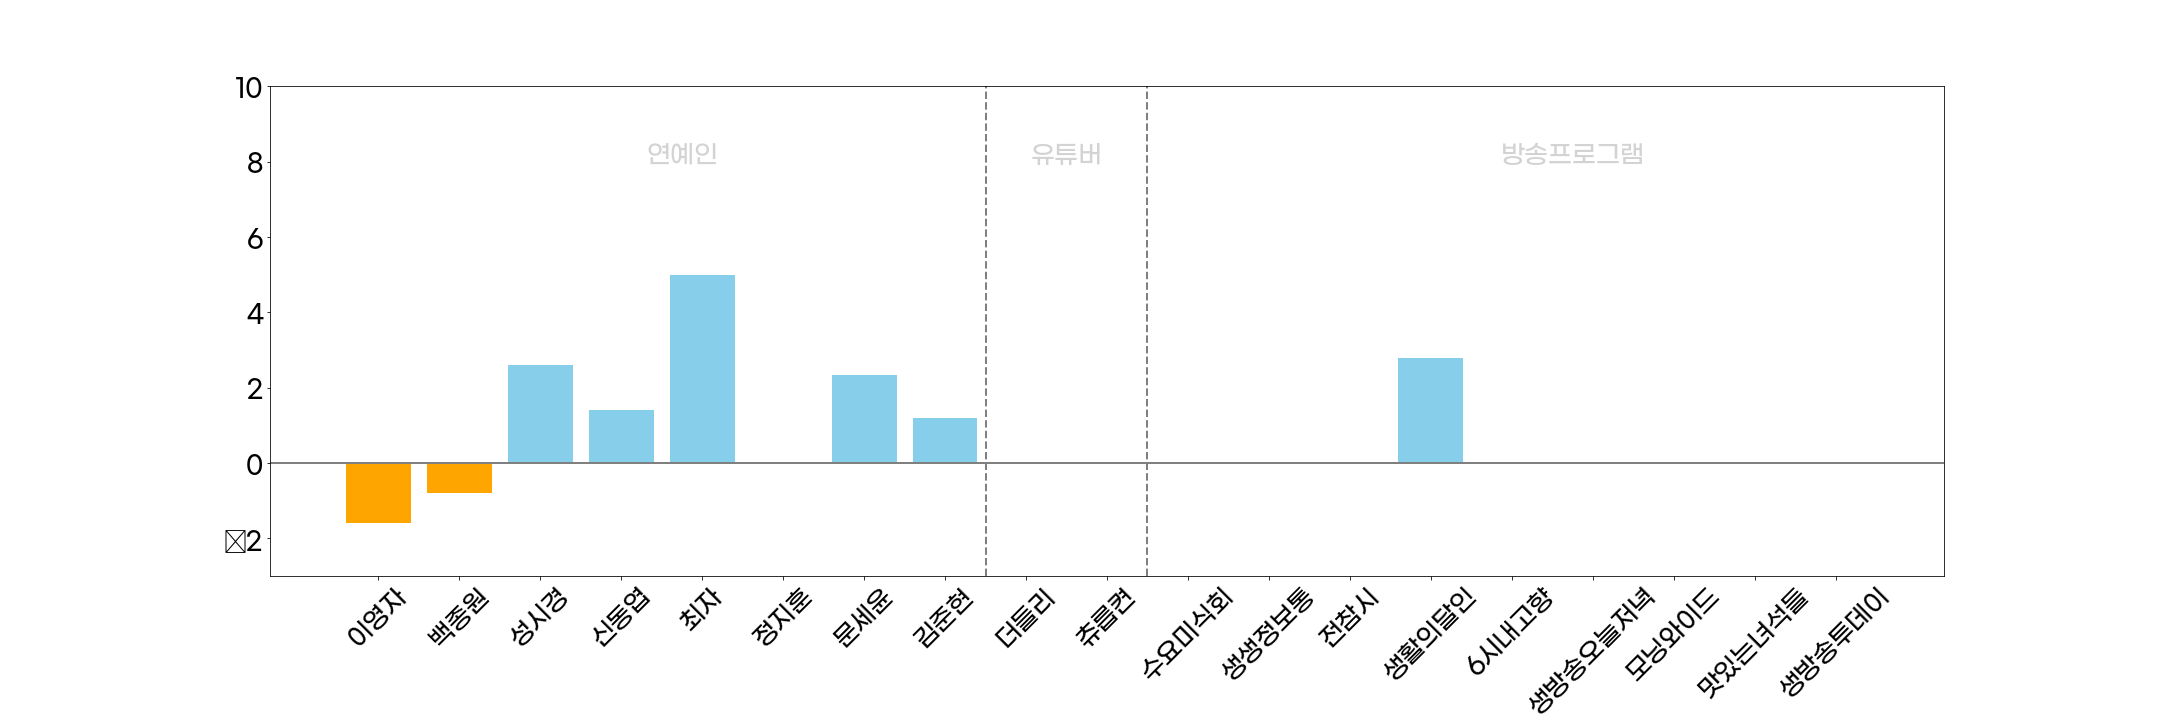 10
8
6
4
2
0
2
연예인
유튜버
방송프로그램
이영자
백종원
성시경
신동엽
최자
정지훈
문세윤
김준현
더들리
쥬릅켠
수요미식회
생생정보통
전참시
생활의달인
6시내고향
생방송오늘저녁
모닝와이드
맛있는녀석들
생방송투데이